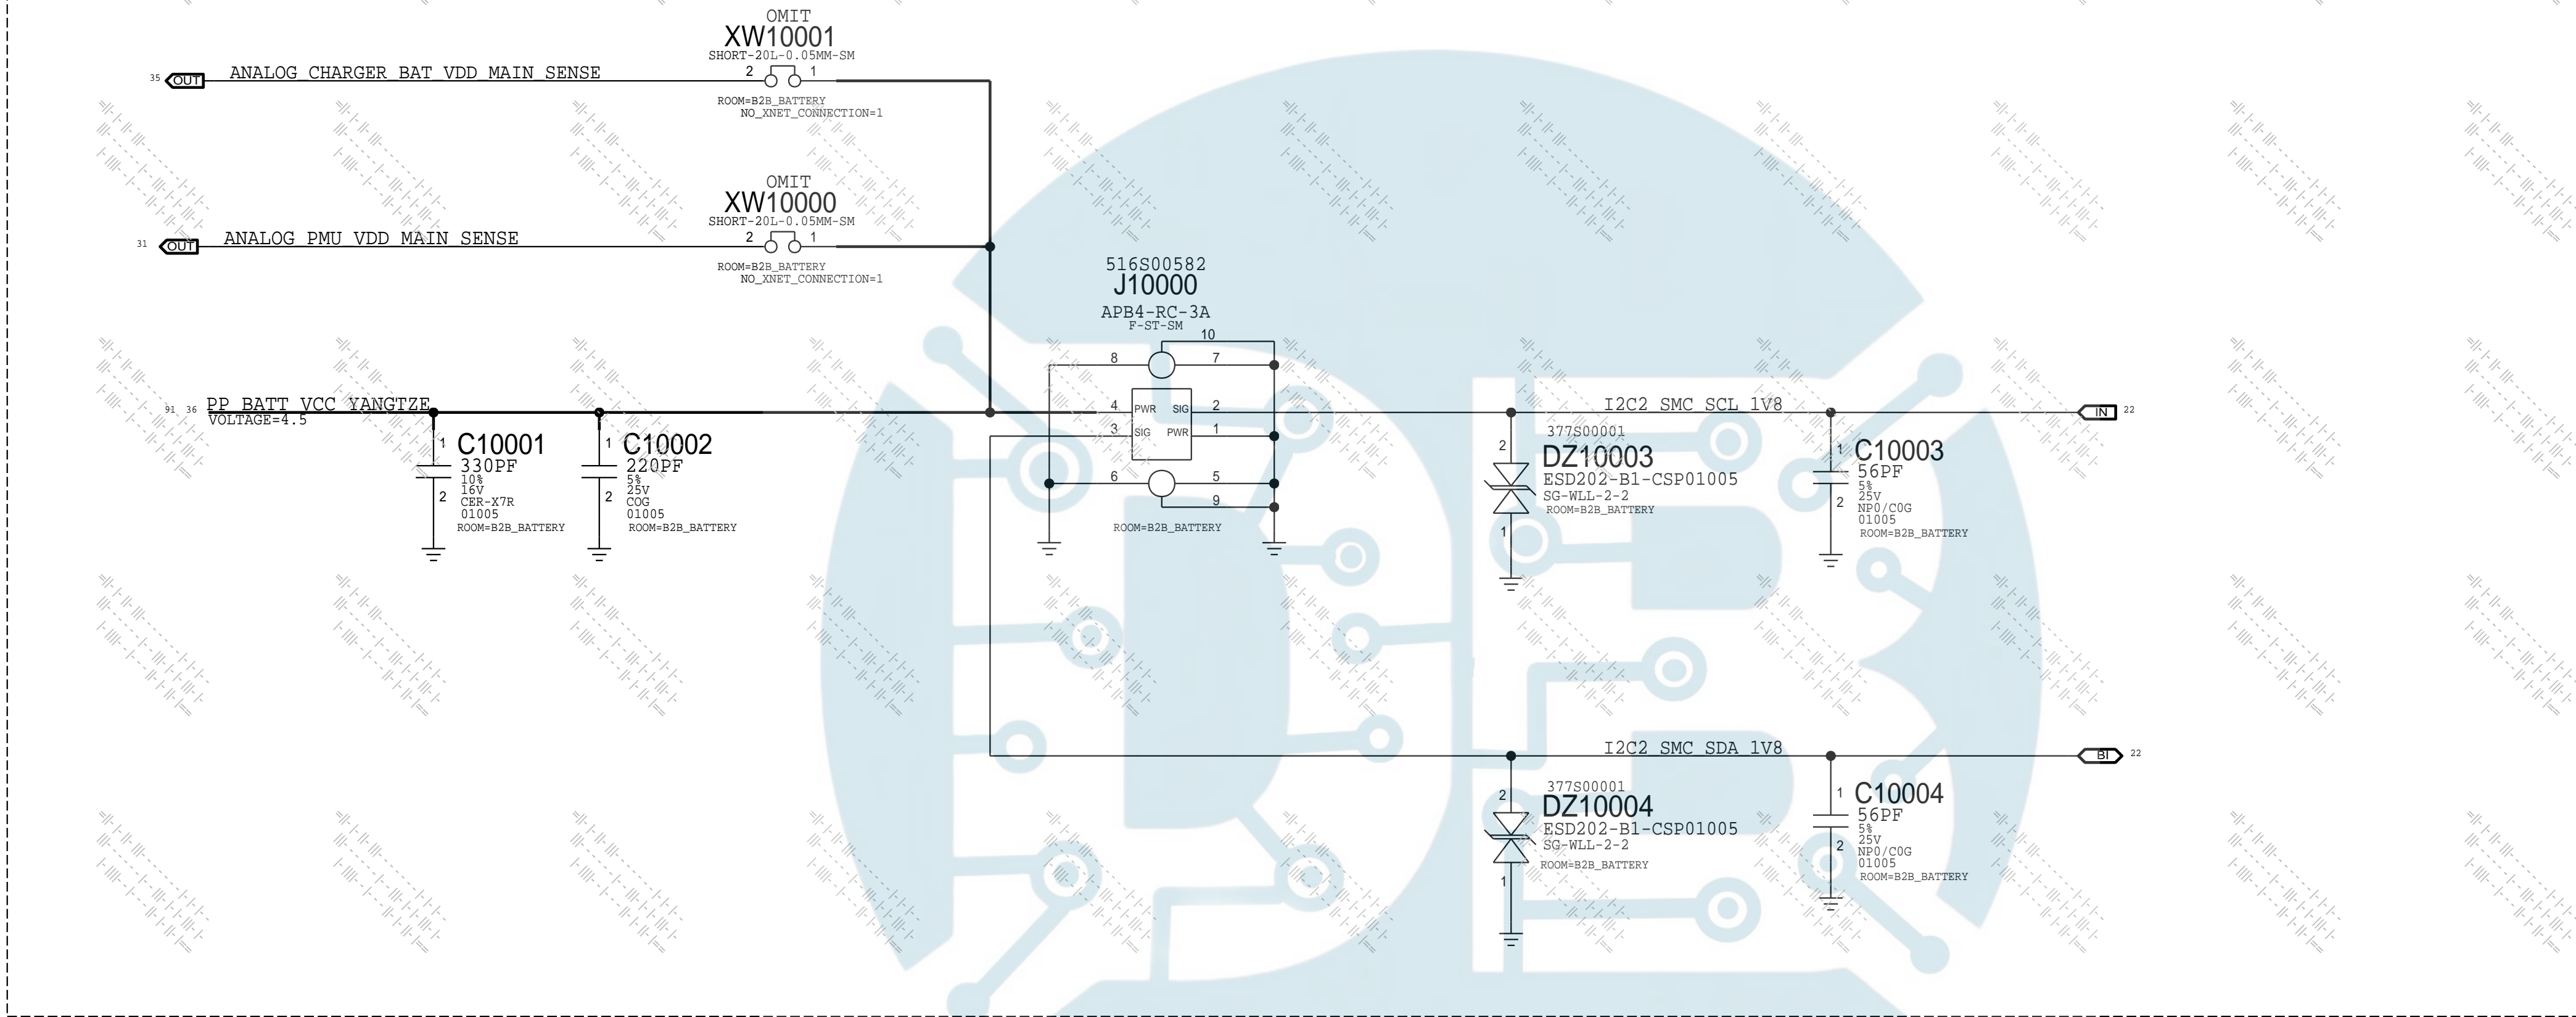 OMIT
XW10001
SHORT-20L-0.05MM-SM
35 OUT ANALOG_CHARGER_BAT_VDD_MAIN_SENSE 2 1
ROOM=B2B_BATTERY
NO_XNET_CONNECTION=1
OMIT
XW10000
SHORT-20L-0.05MM-SM
31 OUT ANALOG_PMU_VDD_MAIN_SENSE 2 1
ROOM=B2B_BATTERY
NO_XNET_CONNECTION=1
516S00582
J10000
APB4-RC-3A
F-ST-SM
10
8 7
91 36 PP_BATT_VCC_YANGTZE
VOLTAGE=4.5
4 PWR SIG 2
3 SIG PWR 1
6 5
9
ROOM=B2B_BATTERY
1 C10001
330PF
10%
2 16V
CER-X7R
01005
ROOM=B2B_BATTERY
1 C10002
220PF
5%
2 25V
COG
01005
ROOM=B2B_BATTERY
I2C2_SMC_SCL_1V8 IN 22
377S00001
2 DZ10003
ESD202-B1-CSP01005
SG-WLL-2-2
ROOM=B2B_BATTERY
1
1 C10003
56PF
5%
2 25V
NP0/C0G
01005
ROOM=B2B_BATTERY
I2C2_SMC_SDA_1V8 BI 22
377S00001
2 DZ10004
ESD202-B1-CSP01005
SG-WLL-2-2
ROOM=B2B_BATTERY
1
1 C10004
56PF
5%
2 25V
NP0/C0G
01005
ROOM=B2B_BATTERY